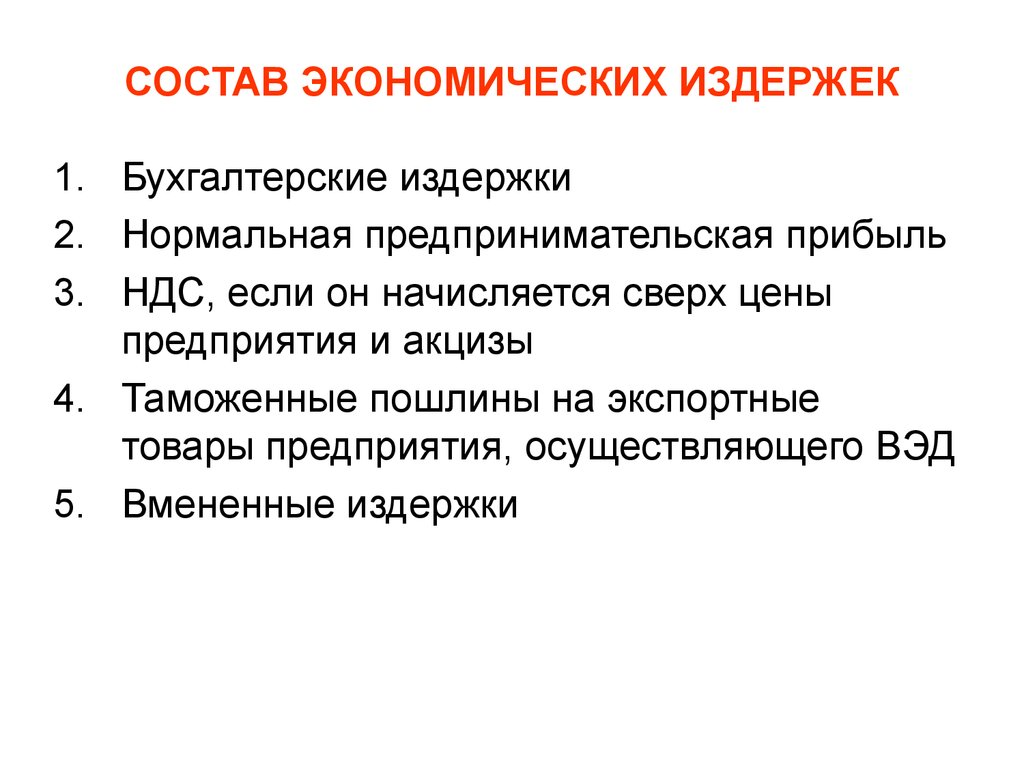 СОСТАВ ЭКОНОМИЧЕСКИХ ИЗДЕРЖЕК
1. Бухгалтерские издержки
2. Нормальная предпринимательская прибыль
3. НДС, если он начисляется сверх цены
предприятия и акцизы
4. Таможенные пошлины на экспортные
товары предприятия, осуществляющего ВЭД
5. Вмененные издержки